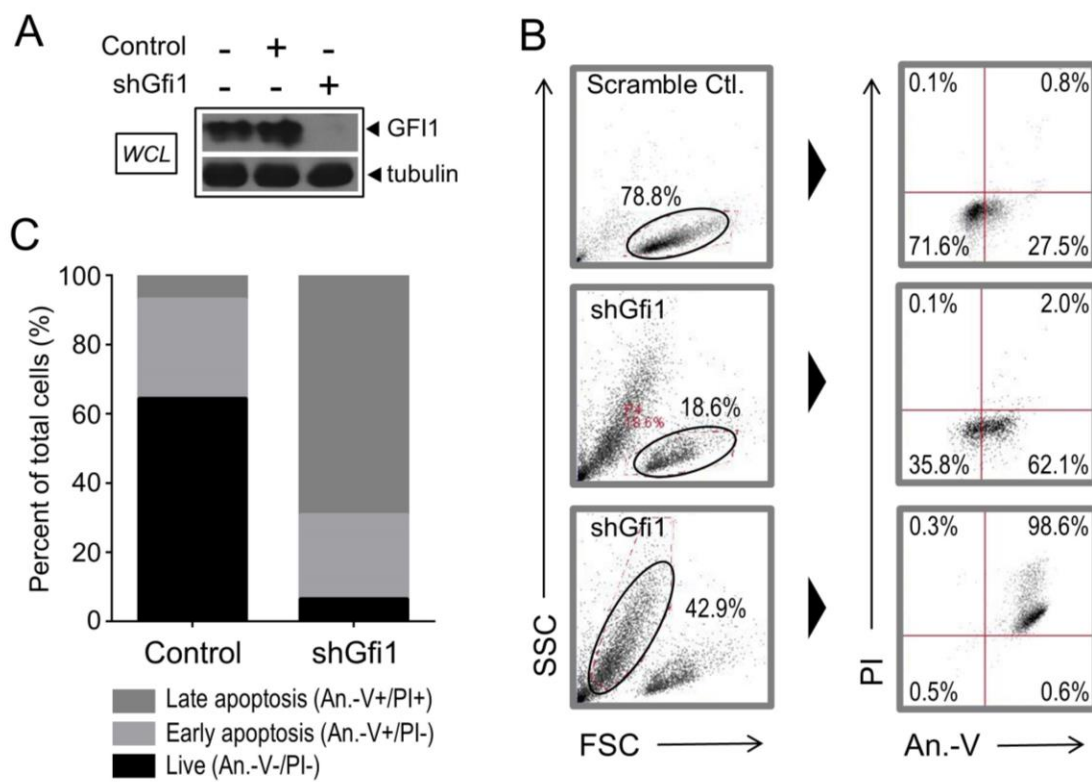 A
Control - + -
shGfi1 - - +
WCL
GFI1
tubulin
B
SSC
Scramble Ctl.
78.8%
PI
0.1% 0.8%
71.6% 27.5%
shGfi1
18.6%
P4
18.6%
0.1% 2.0%
35.8% 62.1%
shGfi1
42.9%
0.3% 98.6%
0.5% 0.6%
FSC
An.-V
C
Percent of total cells (%)
100
80
60
40
20
0
Control shGfi1
Late apoptosis (An.-V+/PI+)
Early apoptosis (An.-V+/PI-)
Live (An.-V-/PI-)